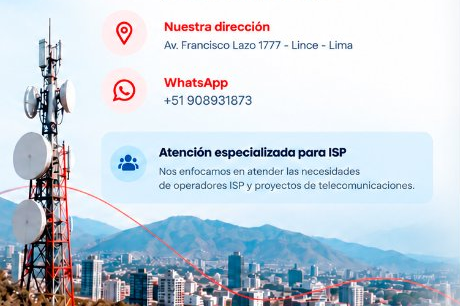 Nuestra dirección
Av. Francisco Lazo 1777 - Lince - Lima
WhatsApp
+51 908931873
Atención especializada para ISP
Nos enfocamos en atender las necesidades
de operadores ISP y proyectos de telecomunicaciones.